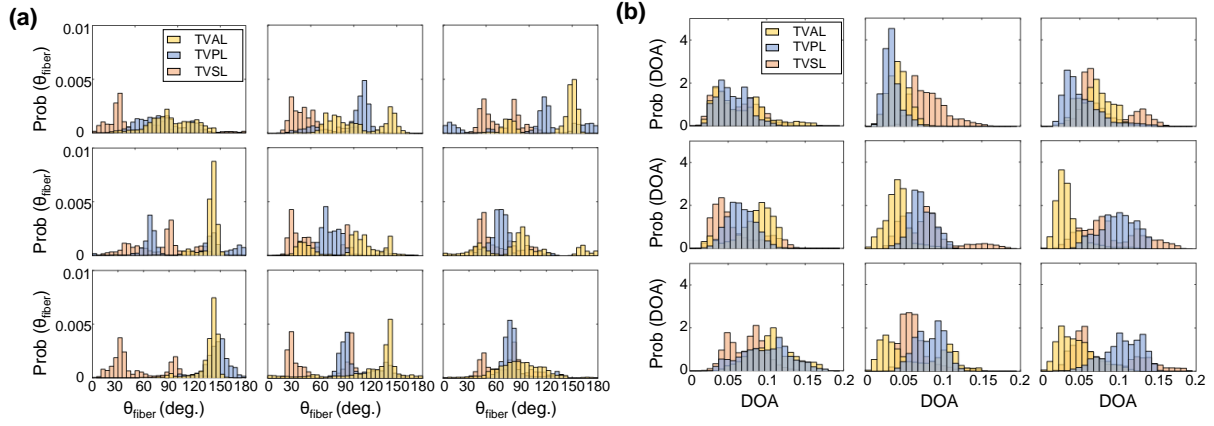 (a)
0.01
0.005
0
Prob (θfiber)
TVAL
TVPL
TVSL
0.01
0.005
0
Prob (θfiber)
0.01
0.005
0
Prob (θfiber)
0 30 60 90 120 150 180
θfiber (deg.)
0 30 60 90 120 150 180
θfiber (deg.)
0 30 60 90 120 150 180
θfiber (deg.)
(b)
4
2
0
Prob (DOA)
TVAL
TVPL
TVSL
4
2
0
Prob (DOA)
4
2
0
Prob (DOA)
0 0.05 0.1 0.15 0.2
DOA
0 0.05 0.1 0.15 0.2
DOA
0 0.05 0.1 0.15 0.2
DOA